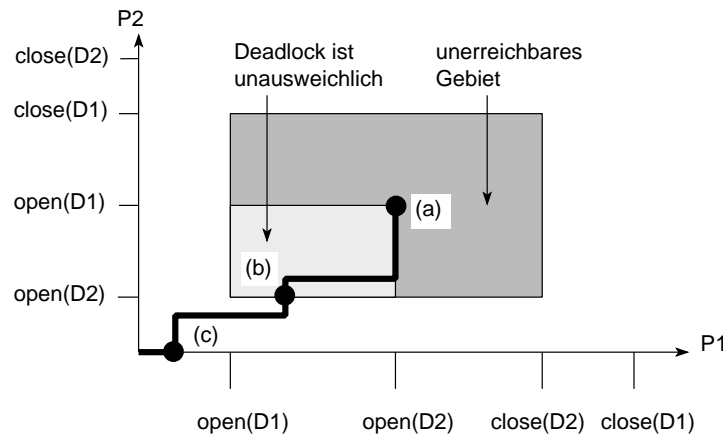 P2
close(D2)
close(D1)
open(D1)
open(D2)
Deadlock ist
unausweichlich
unerreichbares
Gebiet
(a)
(b)
(c)
P1
open(D1)
open(D2)
close(D2)
close(D1)